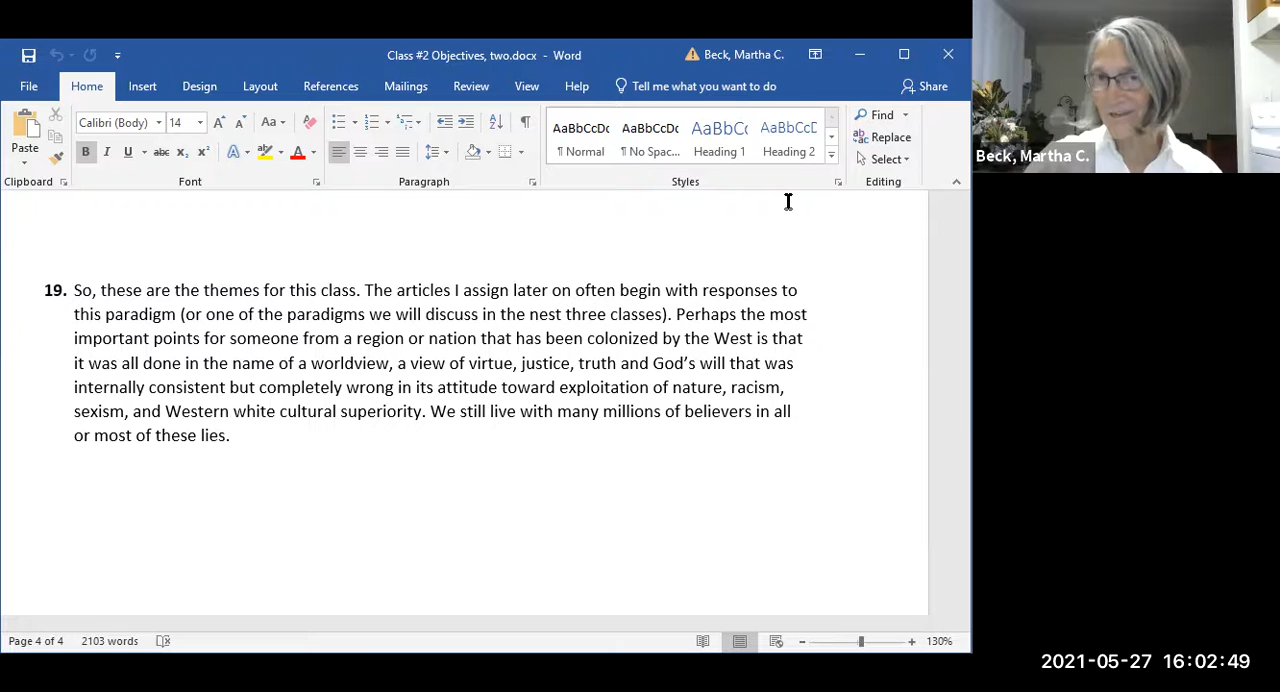 Class #2 Objectives, two.docx - Word
Beck, Martha C.
File Home Insert Design Layout References Mailings Review View Help Tell me what you want to do Share
Paste
Calibri (Body) 14
AaBbCcDc AaBbCcDc AaBbCc AaBbCcD
¶ Normal ¶ No Spac... Heading 1 Heading 2
Find
Replace
Select
Clipboard Font Paragraph Styles Editing
Beck, Martha C.
19. So, these are the themes for this class. The articles I assign later on often begin with responses to
this paradigm (or one of the paradigms we will discuss in the nest three classes). Perhaps the most
important points for someone from a region or nation that has been colonized by the West is that
it was all done in the name of a worldview, a view of virtue, justice, truth and God’s will that was
internally consistent but completely wrong in its attitude toward exploitation of nature, racism,
sexism, and Western white cultural superiority. We still live with many millions of believers in all
or most of these lies.
Page 4 of 4 2103 words 130%
2021-05-27 16:02:49